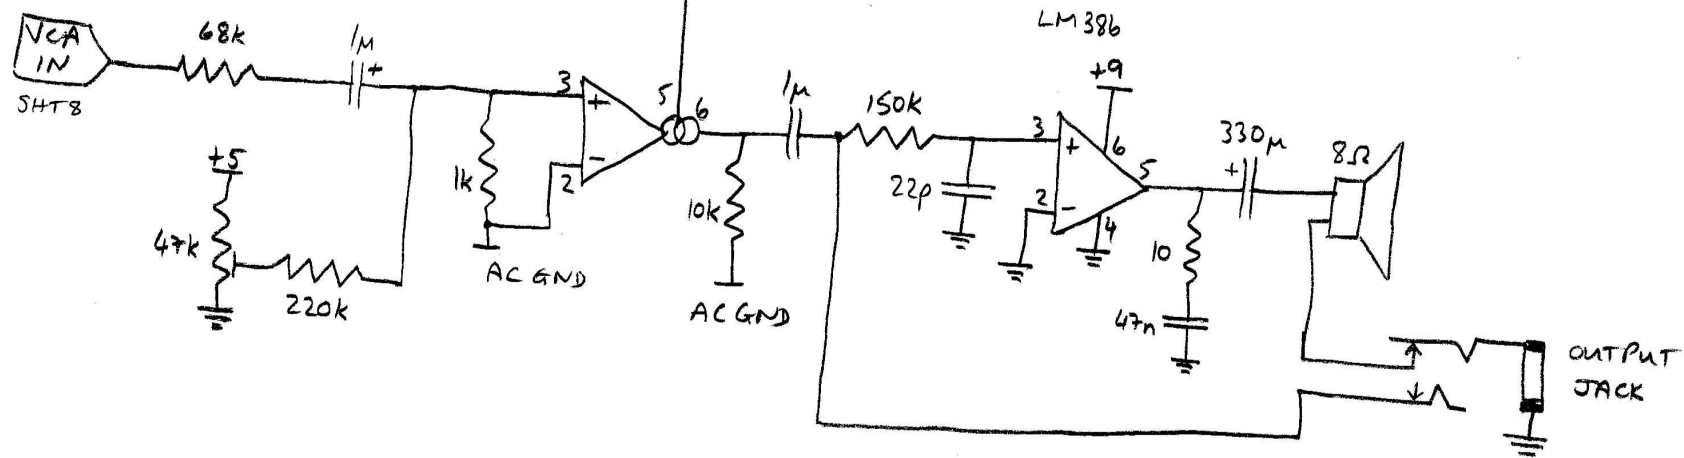 VCA
IN
SHT8
68k
1μ
+
+5
47k
220k
3
+
-
2
1k
AC GND
5
6
10k
AC GND
1μ
150k
22p
LM386
+9
3
+
6
2
-
4
5
10
47n
330μ
+
8Ω
OUTPUT
JACK